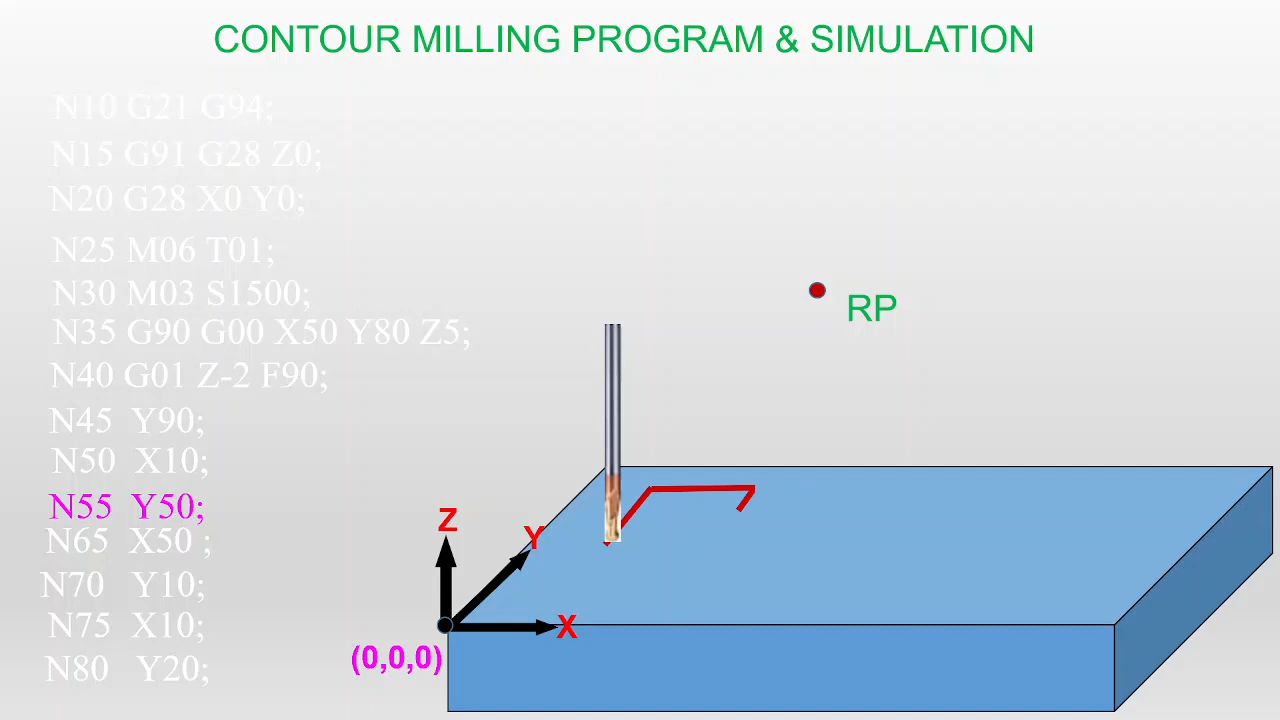 CONTOUR MILLING PROGRAM & SIMULATION
N10 G21 G94;
N15 G91 G28 Z0;
N20 G28 X0 Y0;
N25 M06 T01;
N30 M03 S1500;
N35 G90 G00 X50 Y80 Z5;
N40 G01 Z-2 F90;
N45 Y90;
N50 X10;
N55 Y50;
N65 X50 ;
N70 Y10;
N75 X10;
N80 Y20;
RP
Z
Y
X
(0,0,0)